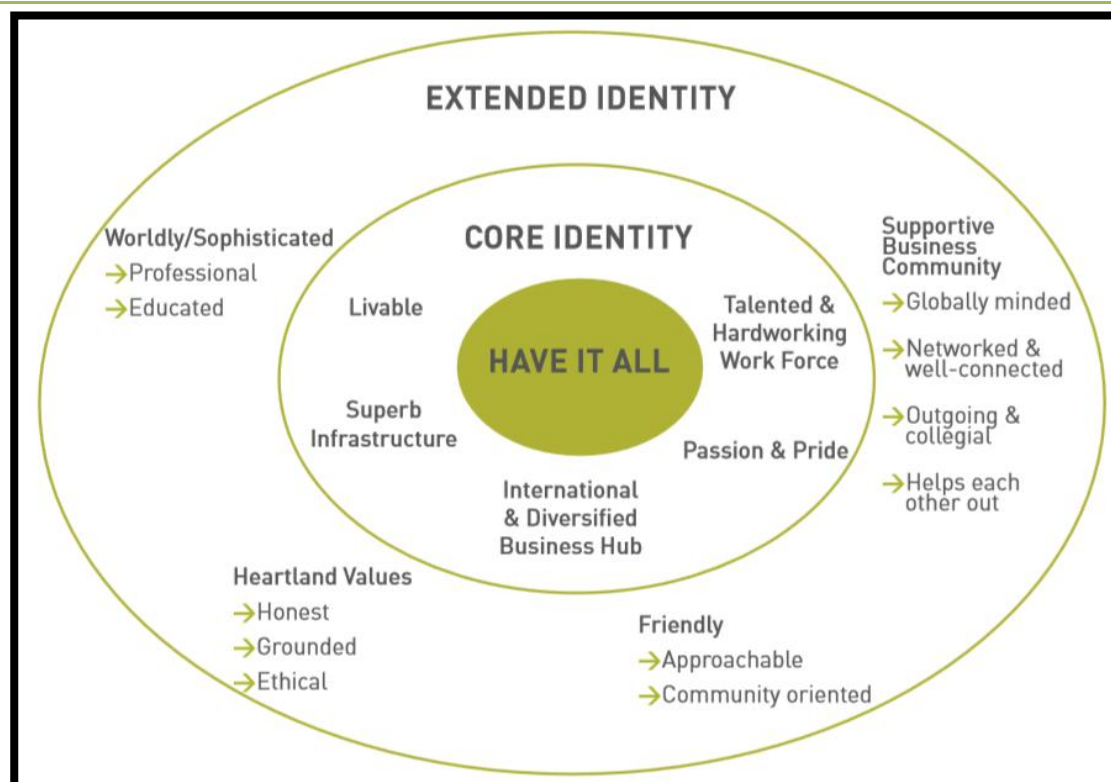 EXTENDED IDENTITY
Worldly/Sophisticated
→Professional
→Educated
CORE IDENTITY
Livable
Superb
Infrastructure
HAVE IT ALL
Talented &
Hardworking
Work Force
Passion & Pride
International
& Diversified
Business Hub
Supportive
Business
Community
→Globally minded
→Networked &
well-connected
→Outgoing &
collegial
→Helps each
other out
Heartland Values
→Honest
→Grounded
→Ethical
Friendly
→Approachable
→Community oriented